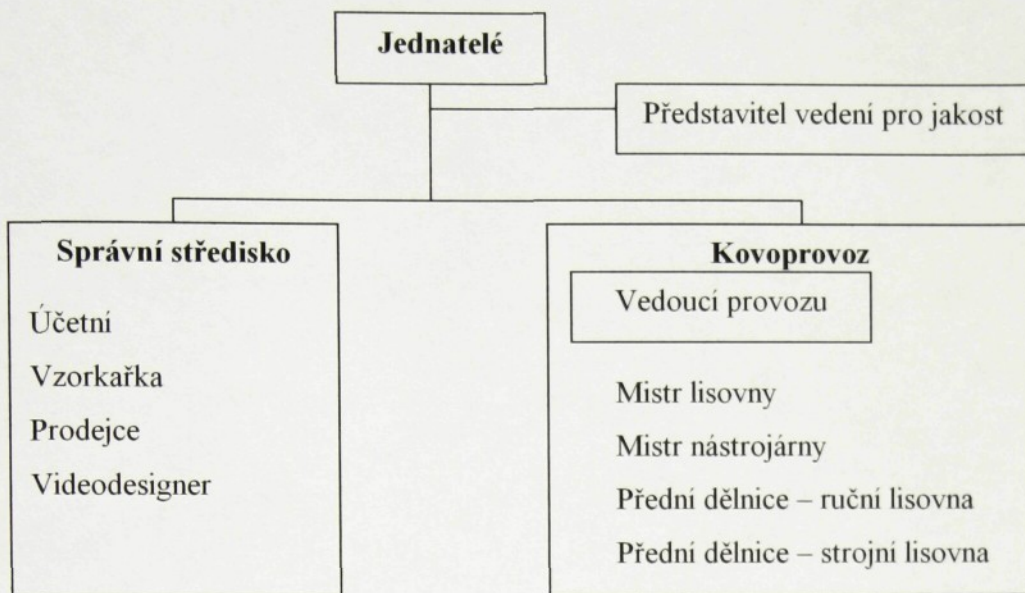 Jednatelé
Představitel vedení pro jakost
Správní středisko
Účetní
Vzorkařka
Prodejce
Videodesigner
Kovoprovoz
Vedoucí provozu
Mistr lisovny
Mistr nástrojárny
Přední dělnice – ruční lisovna
Přední dělnice – strojní lisovna